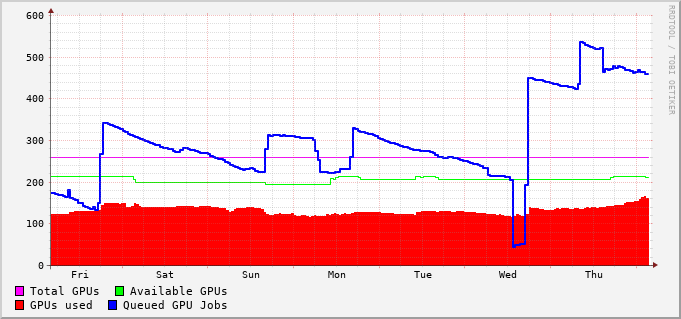 RRDTOOL / TOBI OETIKER
600
500
400
300
200
100
0
Fri Sat Sun Mon Tue Wed Thu
Total GPUs Available GPUs
GPUs used Queued GPU Jobs